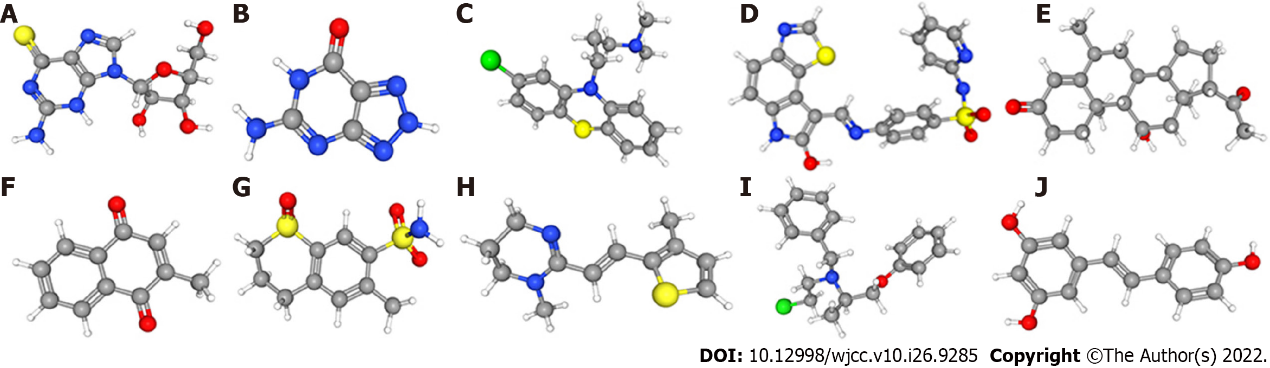 A B C D E
F G H I J
DOI: 10.12998/wjcc.v10.i26.9285 Copyright ©The Author(s) 2022.